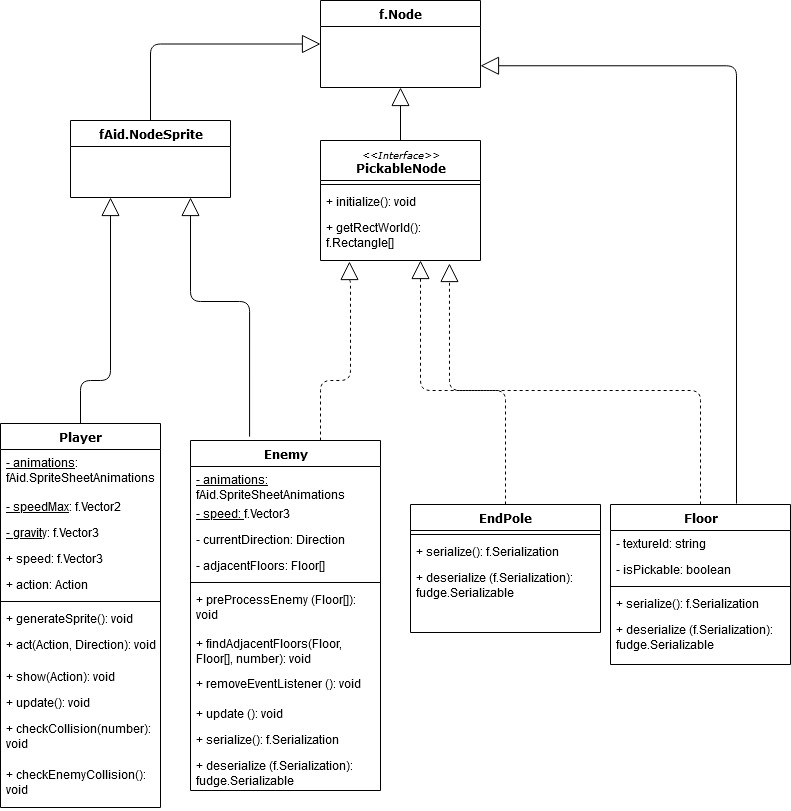 f.Node
fAid.NodeSprite
<<Interface>>
PickableNode
+ initialize(): void
+ getRectWorld():
f.Rectangle[]
Player
- animations:
fAid.SpriteSheetAnimations
- speedMax: f.Vector2
- gravity: f.Vector3
+ speed: f.Vector3
+ action: Action
+ generateSprite(): void
+ act(Action, Direction): void
+ show(Action): void
+ update(): void
+ checkCollision(number):
void
+ checkEnemyCollision():
void
Enemy
- animations:
fAid.SpriteSheetAnimations
- speed: f.Vector3
- currentDirection: Direction
- adjacentFloors: Floor[]
+ preProcessEnemy (Floor[]):
void
+ findAdjacentFloors(Floor,
Floor[], number): void
+ removeEventListener (): void
+ update (): void
+ serialize(): f.Serialization
+ deserialize (f.Serialization):
fudge.Serializable
EndPole
+ serialize(): f.Serialization
+ deserialize (f.Serialization):
fudge.Serializable
Floor
- textureId: string
- isPickable: boolean
+ serialize(): f.Serialization
+ deserialize (f.Serialization):
fudge.Serializable